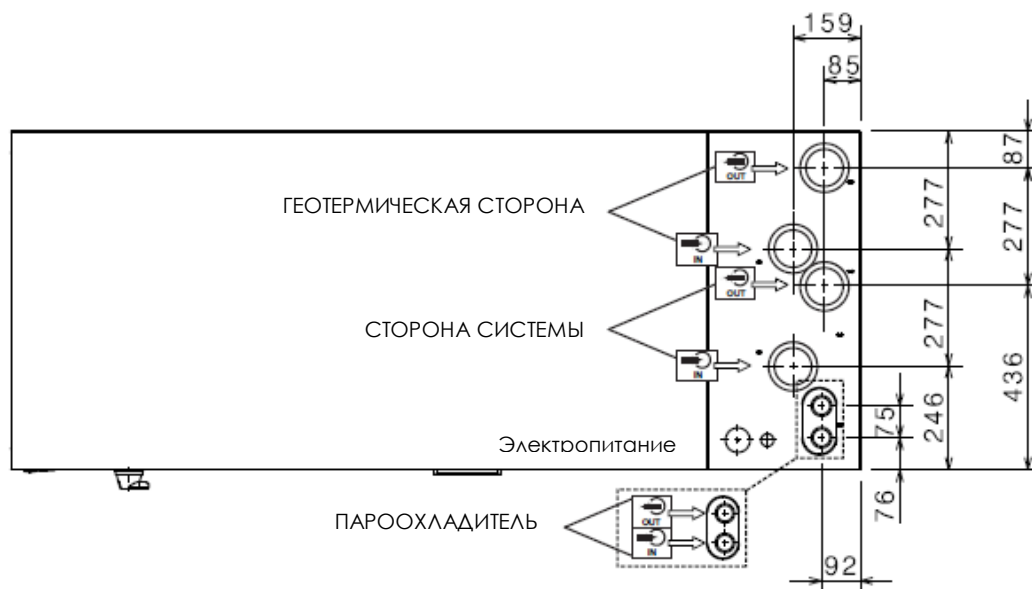 159
85
OUT
87
ГЕОТЕРМИЧЕСКАЯ СТОРОНА
277
277
IN
OUT
СТОРОНА СИСТЕМЫ
277
436
IN
246
75
Электропитание
76
ПАРООХЛАДИТЕЛЬ
OUT
IN
92